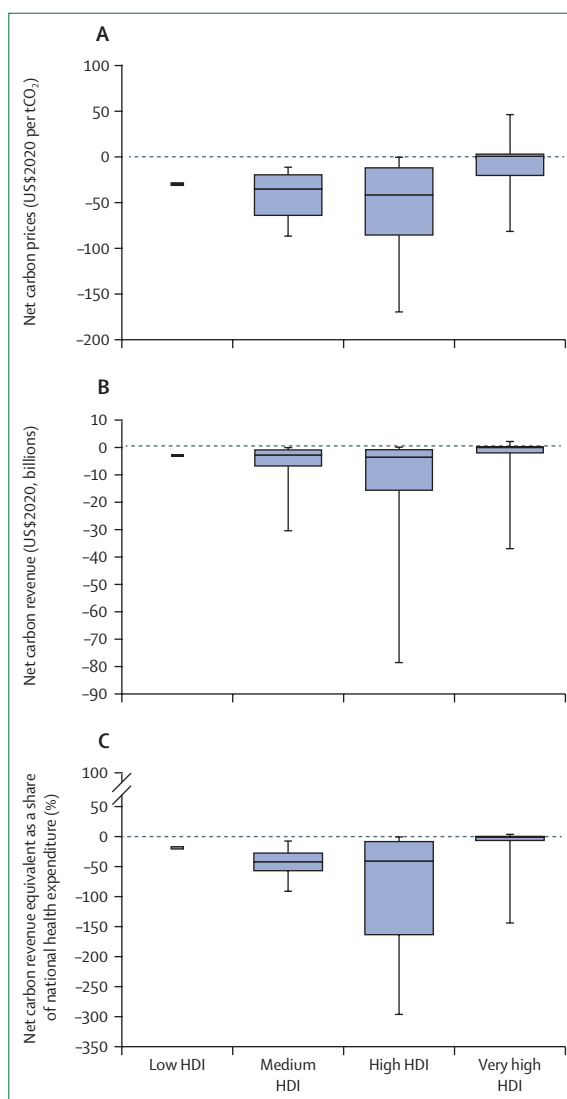 A
Net carbon prices (US$2020 per tCO₂)
100
50
0
–50
–100
–150
–200
B
Net carbon revenue (US$2020, billions)
10
0
–10
–20
–30
–40
–50
–60
–70
–80
–90
C
Net carbon revenue equivalent as a share
of national health expenditure (%)
100
50
0
–50
–100
–150
–200
–250
–300
–350
Low HDI
Medium
HDI
High HDI
Very high
HDI